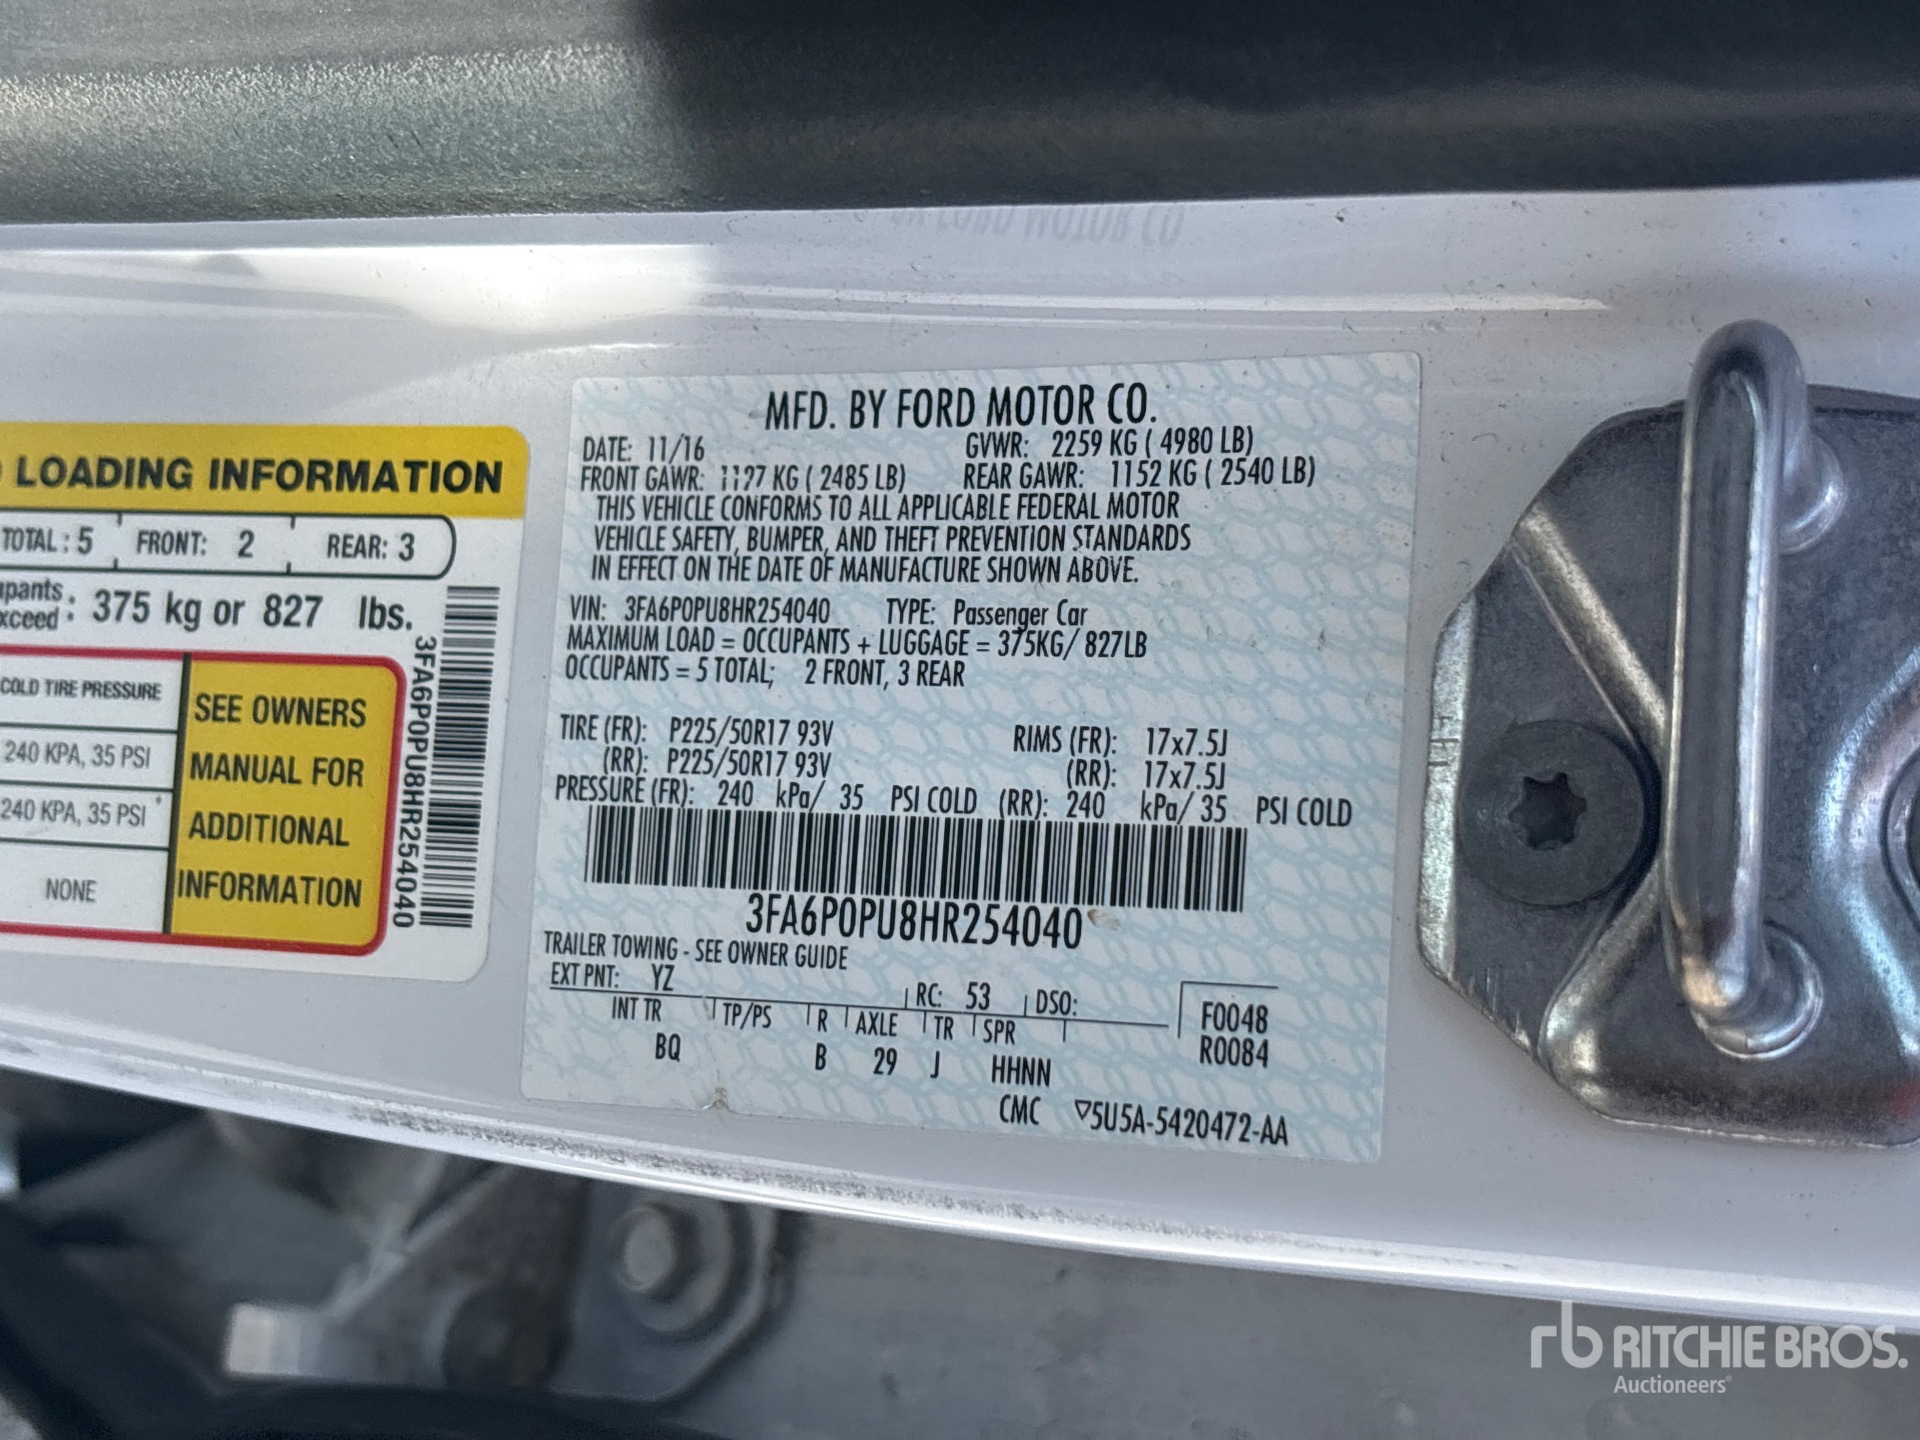 LOADING INFORMATION
TOTAL: 5 FRONT: 2 REAR: 3
375 kg or 827 lbs.
COLD TIRE PRESSURE
240 KPA, 35 PSI
240 KPA, 35 PSI
NONE
SEE OWNERS
MANUAL FOR
ADDITIONAL
INFORMATION
3FA6P0PU8HR254040
MFD. BY FORD MOTOR CO.
DATE: 11/16 GVWR: 2259 KG ( 4980 LB)
FRONT GAWR: 1127 KG ( 2485 LB) REAR GAWR: 1152 KG ( 2540 LB)
THIS VEHICLE CONFORMS TO ALL APPLICABLE FEDERAL MOTOR
VEHICLE SAFETY, BUMPER, AND THEFT PREVENTION STANDARDS
IN EFFECT ON THE DATE OF MANUFACTURE SHOWN ABOVE.
VIN: 3FA6P0PU8HR254040 TYPE: Passenger Car
MAXIMUM LOAD = OCCUPANTS + LUGGAGE = 375KG/ 827LB
OCCUPANTS = 5 TOTAL; 2 FRONT, 3 REAR
TIRE (FR): P225/50R17 93V RIMS (FR): 17x7.5J
(RR): P225/50R17 93V (RR): 17x7.5J
PRESSURE (FR): 240 kPa/ 35 PSI COLD (RR): 240 kPa/ 35 PSI COLD
3FA6P0PU8HR254040
TRAILER TOWING - SEE OWNER GUIDE
EXT PNT: YZ RC: 53 DSO:
INT TR TP/PS R AXLE TR SPR F0048
BQ B 29 J HHNN R0084
CMC ▽5U5A-5420472-AA
rb RITCHIE BROS.
Auctioneers